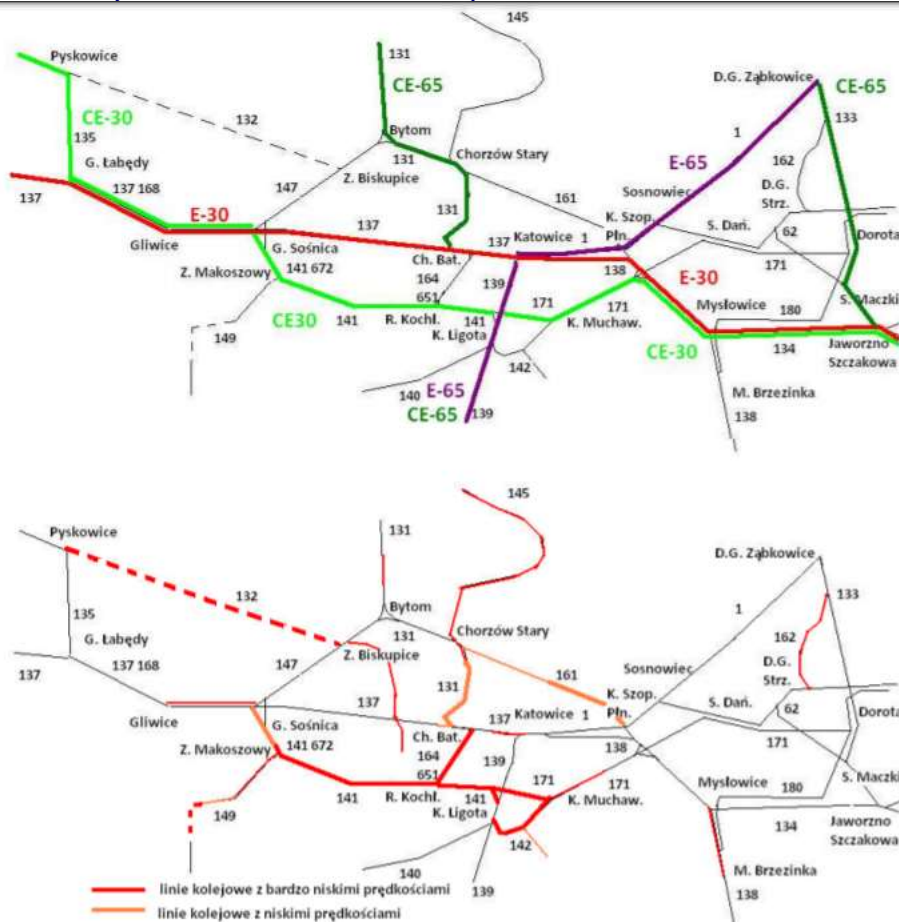 145
Pyskowice
131
CE-65
D.G. Ząbkowice
CE-65
CE-30
132
Bytom
133
135
131
Chorzów Stary
1
G. Łabędy
E-65
162
147
Z. Biskupice
161
Sosnowiec
D.G.
Strz.
137
137 168
E-30
137
131
K. Szop.
Płn.
S. Dań.
62
Dorota
Gliwice
G. Sośnica
Ch. Bat.
137
Katowice
1
171
Z. Makoszowy
141 672
164
139
138
E-30
651
171
171
Mysłowice
180
S. Maczki
CE30
141
R. Kochł.
141
K. Muchaw.
149
K. Ligota
CE-30
134
Jaworzno
Szczakowa
142
140
E-65
CE-65
139
M. Brzezinka
138
145
Pyskowice
131
D.G. Ząbkowice
132
133
135
Bytom
1
G. Łabędy
131
Chorzów Stary
162
137
137 168
147
Z. Biskupice
161
Sosnowiec
D.G.
Strz.
137
131
K. Szop.
Płn.
S. Dań.
62
Dorota
Gliwice
G. Sośnica
Ch. Bat.
137
Katowice
1
171
Z. Makoszowy
141 672
164
139
138
651
171
171
Mysłowice
180
S. Maczki
141
R. Kochł.
141
K. Muchaw.
149
K. Ligota
134
Jaworzno
Szczakowa
142
140
139
M. Brzezinka
138
linie kolejowe z bardzo niskimi prędkościami
linie kolejowe z niskimi prędkościami